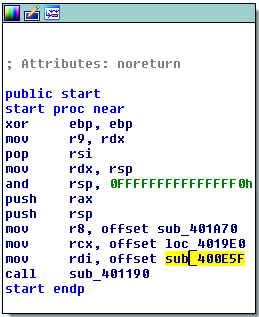 ; Attributes: noreturn
public start
start proc near
xor ebp, ebp
mov r9, rdx
pop rsi
mov rdx, rsp
and rsp, 0FFFFFFFFFFFFFFF0h
push rax
push rsp
mov r8, offset sub_401A70
mov rcx, offset loc_4019E0
mov rdi, offset sub_400E5F
call sub_401190
start endp